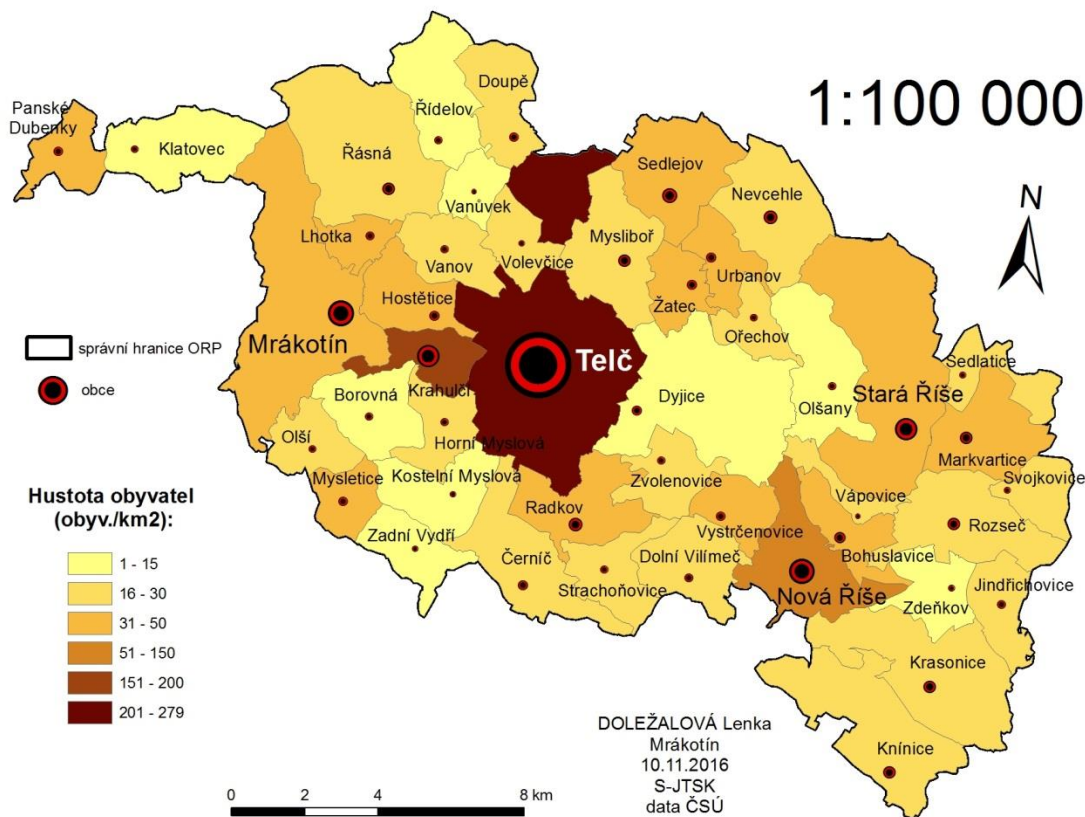 1:100 000
N
Panské
Dubenky
Klatovec
Řídelov
Doupě
Řásná
Vanůvek
Sedlejov
Nevcehle
Lhotka
Vanov
Volevčice
Mysliboř
Urbanov
Hostětice
Žatec
Ořechov
Mrákotín
Telč
Krahulčí
Borovná
Dyjice
Olšany
Sedlatice
Stará Říše
Olší
Horní Myslová
Markvartice
Mysletice
Kostelní Myslová
Zvolenovice
Svojkovice
Vápovice
Radkov
Vystrčenovice
Rozseč
Zadní Vydří
Černíč
Dolní Vilímeč
Bohuslavice
Strachoňovice
Nová Říše
Zdeňkov
Jindřichovice
Krasonice
Knínice
správní hranice ORP
obce
Hustota obyvatel
(obyv./km2):
1 - 15
16 - 30
31 - 50
51 - 150
151 - 200
201 - 279
DOLEŽALOVÁ Lenka
Mrákotín
10.11.2016
S-JTSK
data ČSÚ
0 2 4 8 km